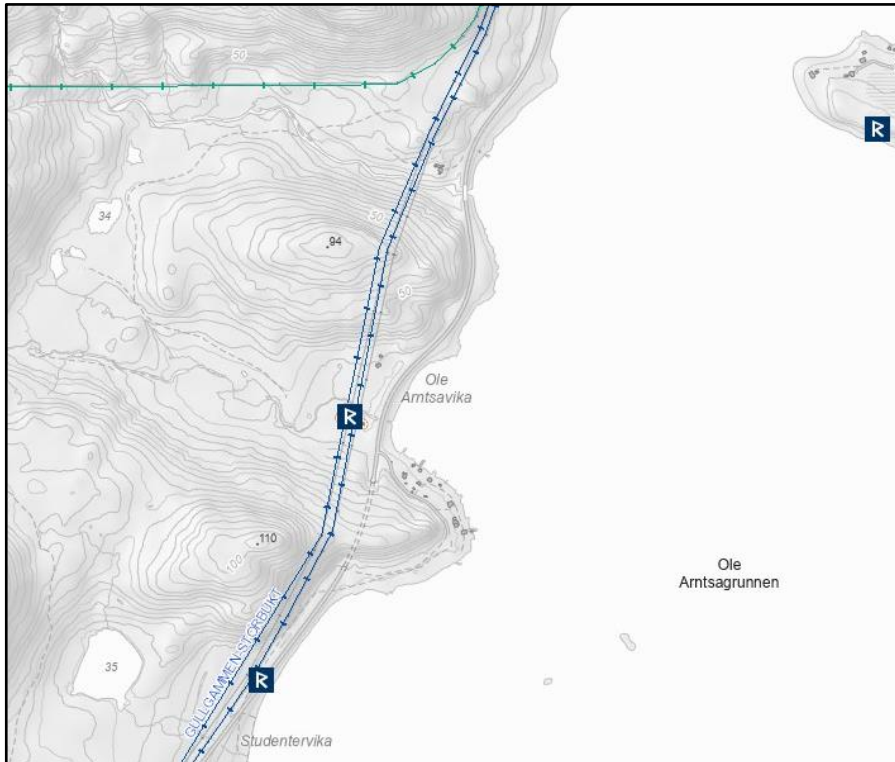 50
34
50
94
50
Ole
Arntsavika
110
100
Ole
Arntsagrunnen
GULLGAMMEN-STORBUKT
35
Studentervika